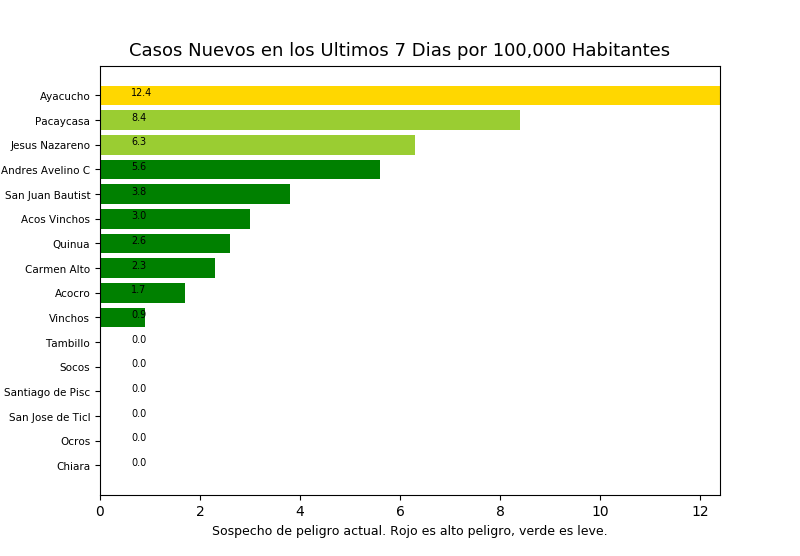 Casos Nuevos en los Ultimos 7 Dias por 100,000 Habitantes
Ayacucho 12.4
Pacaycasa 8.4
Jesus Nazareno 6.3
Andres Avelino C 5.6
San Juan Bautist 3.8
Acos Vinchos 3.0
Quinua 2.6
Carmen Alto 2.3
Acocro 1.7
Vinchos 0.9
Tambillo 0.0
Socos 0.0
Santiago de Pisc 0.0
San Jose de Ticl 0.0
Ocros 0.0
Chiara 0.0
0 2 4 6 8 10 12
Sospecho de peligro actual. Rojo es alto peligro, verde es leve.